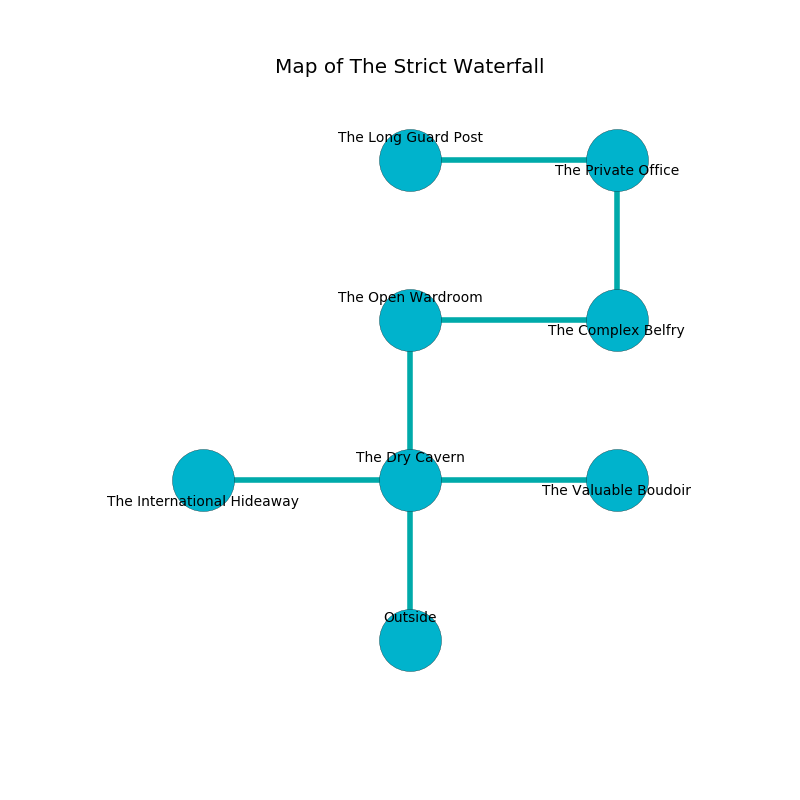 Map of The Strict Waterfall
The Long Guard Post
The Private Office
The Open Wardroom
The Complex Belfry
The Dry Cavern
The Valuable Boudoir
The International Hideaway
Outside